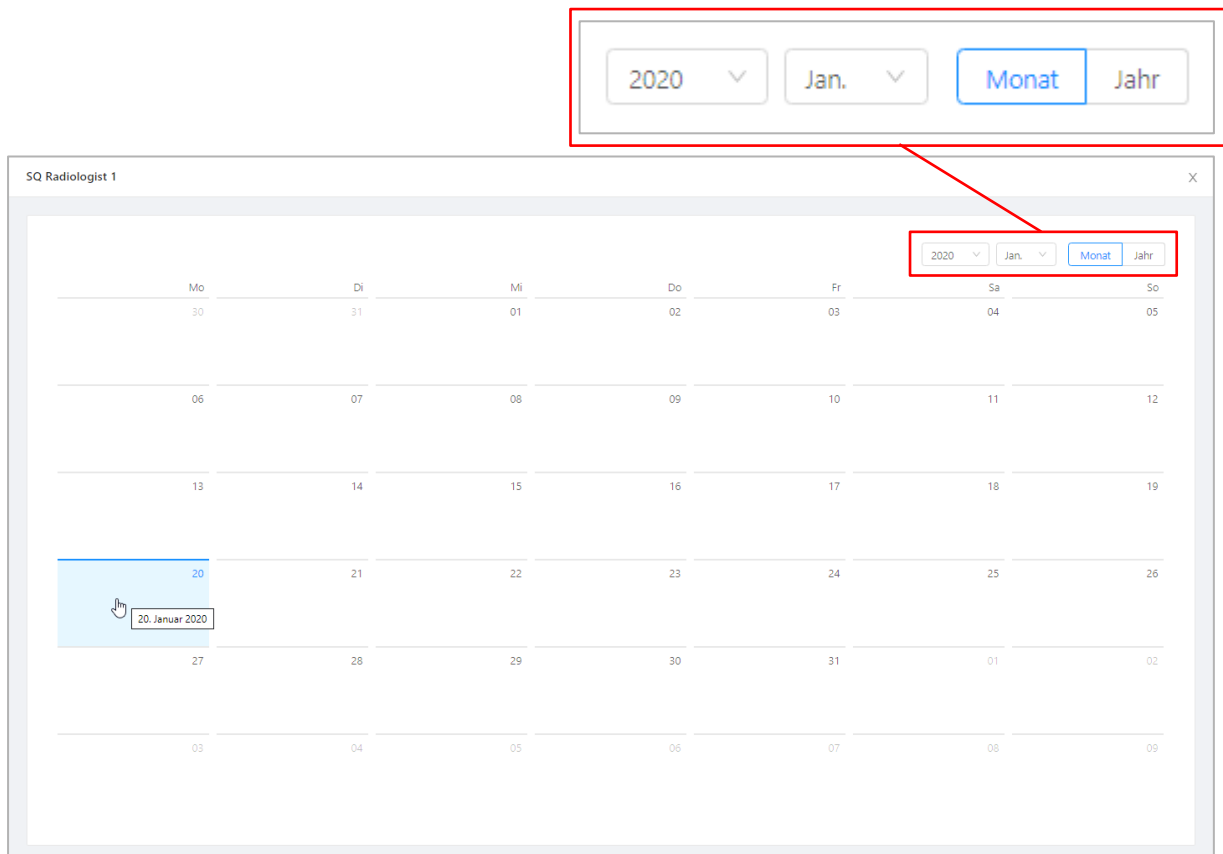 2020 Jan. Monat Jahr
SQ Radiologist 1 X
2020 Jan. Monat Jahr
Mo Di Mi Do Fr Sa So
30 31 01 02 03 04 05
06 07 08 09 10 11 12
13 14 15 16 17 18 19
20 21 22 23 24 25 26
20. Januar 2020
27 28 29 30 31 01 02
03 04 05 06 07 08 09